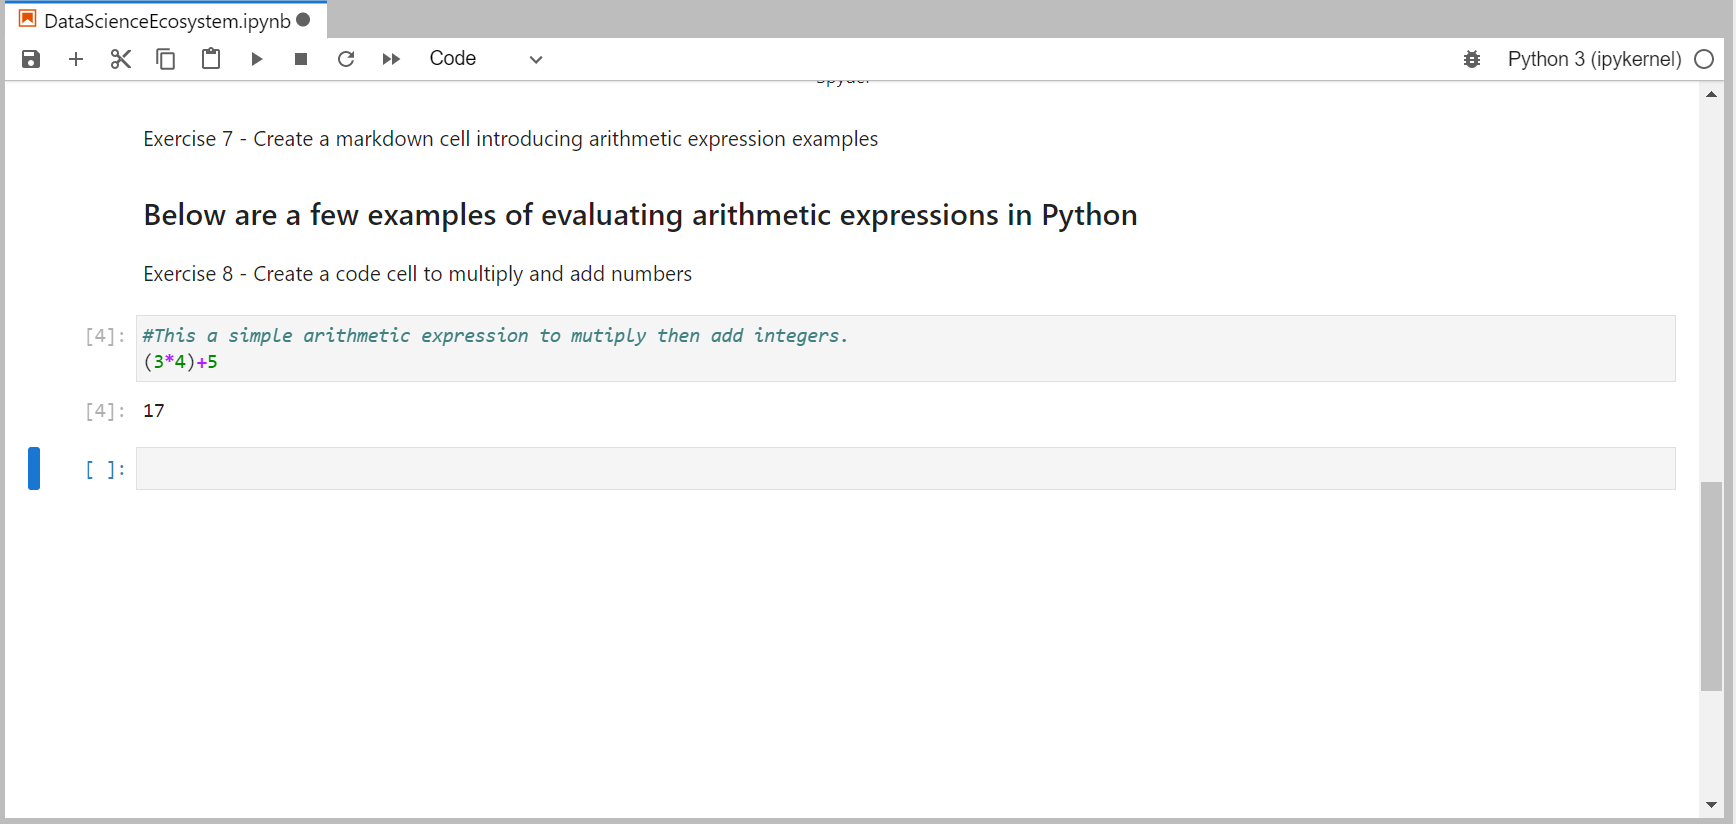 DataScienceEcosystem.ipynb
Code
Python 3 (ipykernel)
Exercise 7 - Create a markdown cell introducing arithmetic expression examples
Below are a few examples of evaluating arithmetic expressions in Python
Exercise 8 - Create a code cell to multiply and add numbers
[4]: #This a simple arithmetic expression to mutiply then add integers.
(3*4)+5
[4]: 17
[ ]: